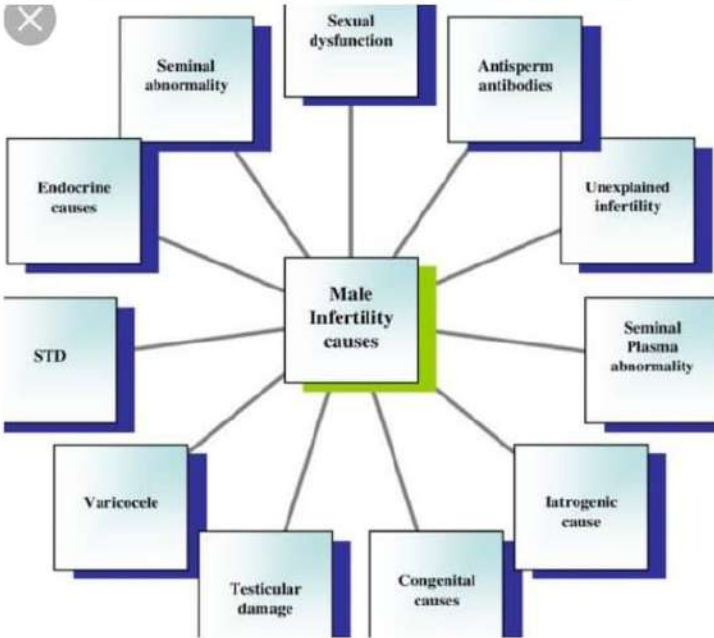 Sexual
dysfunction
Antisperm
antibodies
Unexplained
infertility
Seminal
Plasma
abnormality
Iatrogenic
cause
Congenital
causes
Testicular
damage
Varicocele
STD
Endocrine
causes
Seminal
abnormality
Male
Infertility
causes